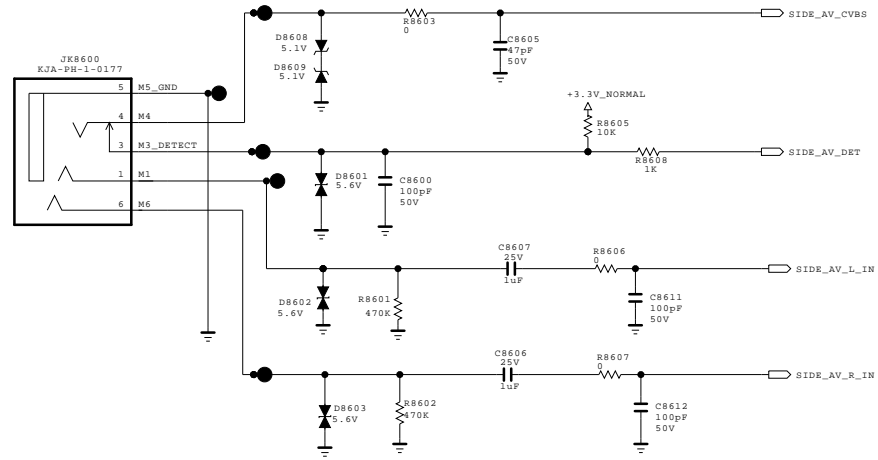 R8603
0
SIDE_AV_CVBS
D8608
5.1V
C8605
47pF
50V
D8609
5.1V
JK8600
KJA-PH-1-0177
5 M5_GND
4 M4
3 M3_DETECT
1 M1
6 M6
+3.3V_NORMAL
R8605
10K
R8608
1K
SIDE_AV_DET
D8601
5.6V
C8600
100pF
50V
C8607
25V
1uF
R8606
0
SIDE_AV_L_IN
D8602
5.6V
R8601
470K
C8611
100pF
50V
C8606
25V
1uF
R8607
0
SIDE_AV_R_IN
D8603
5.6V
R8602
470K
C8612
100pF
50V